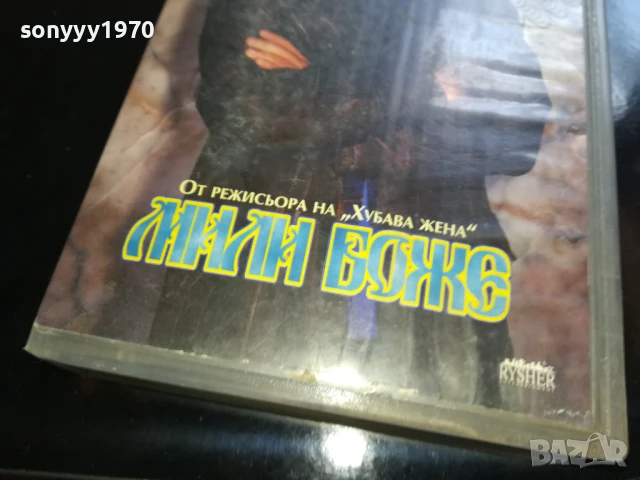 sonyyy1970
От режисьора на „Хубава жена“
МИЛИ БОЖЕ
RYSHER
BAZAR